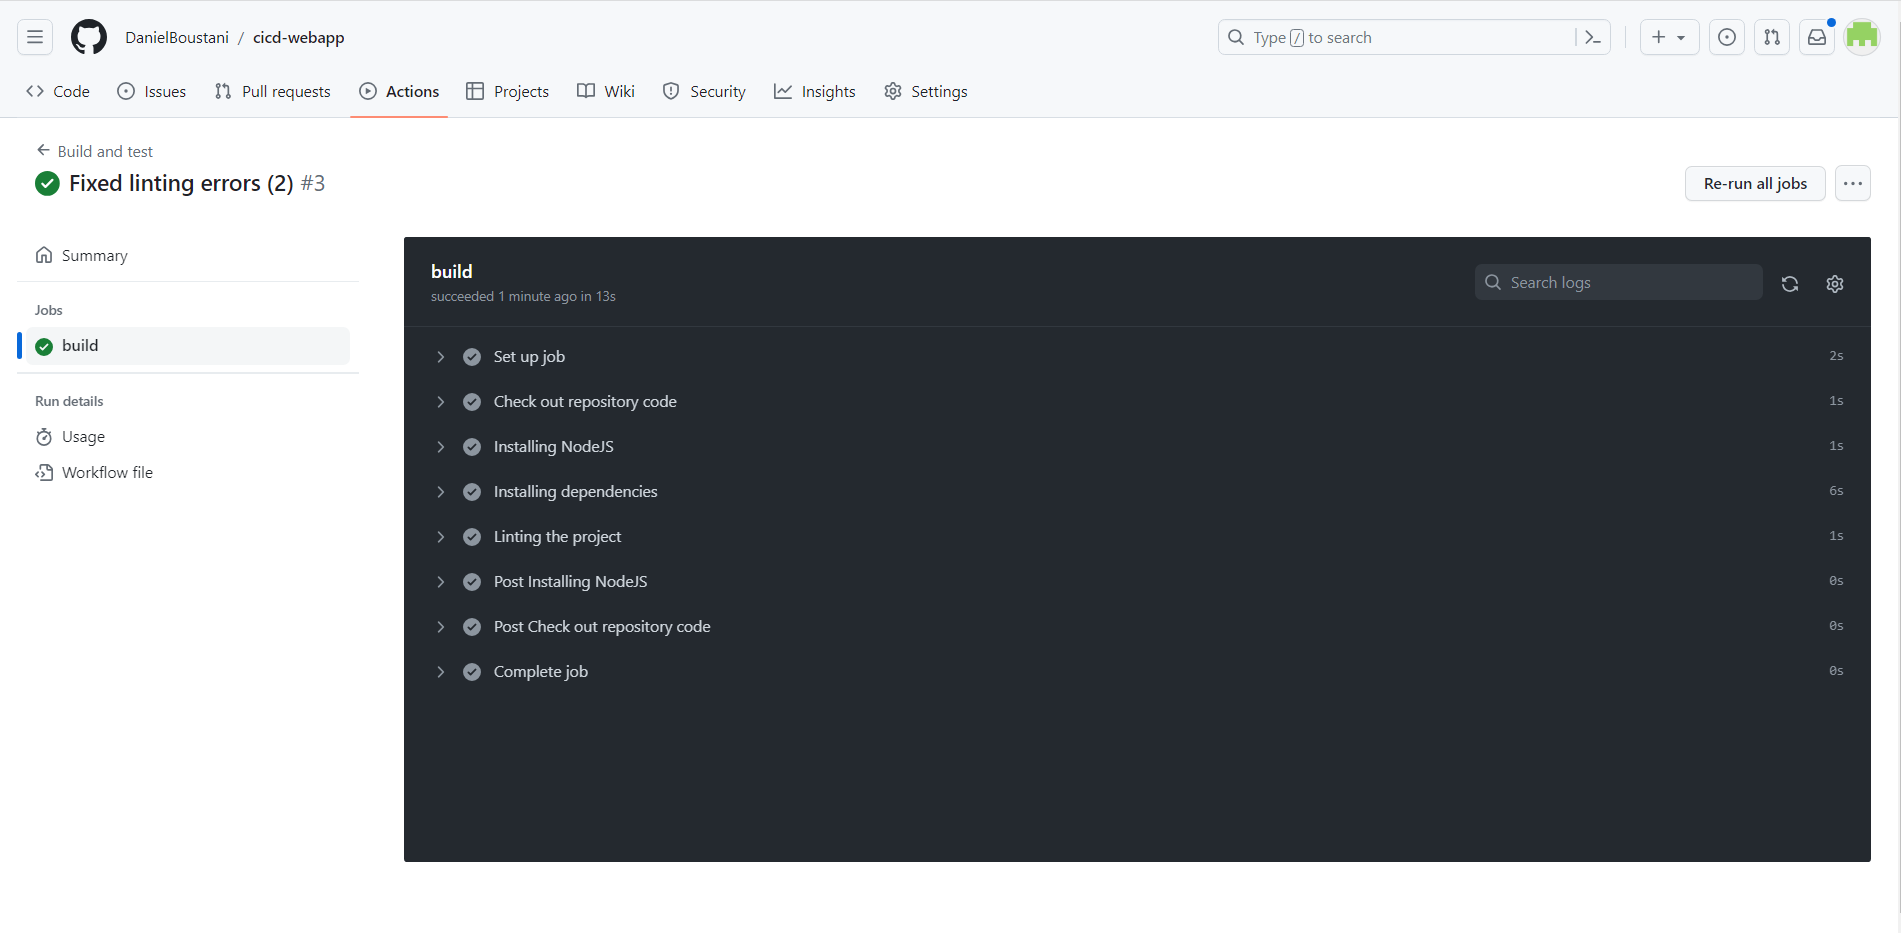 DanielBoustani / cicd-webapp
Type / to search
Code Issues Pull requests Actions Projects Wiki Security Insights Settings
Build and test
Fixed linting errors (2) #3
Re-run all jobs
Summary
Jobs
build
Run details
Usage
Workflow file
build
succeeded 1 minute ago in 13s
Search logs
Set up job 2s
Check out repository code 1s
Installing NodeJS 1s
Installing dependencies 6s
Linting the project 1s
Post Installing NodeJS 0s
Post Check out repository code 0s
Complete job 0s